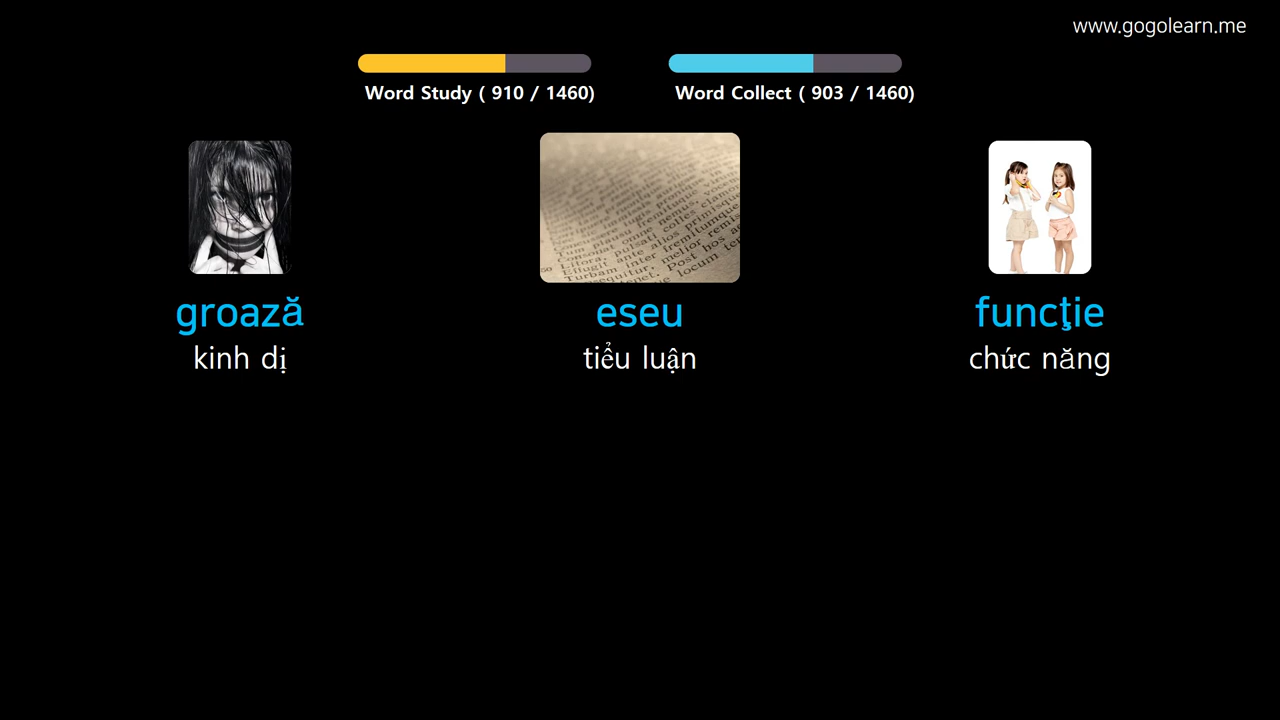 www.gogolearn.me
Word Study ( 910 / 1460)
Word Collect ( 903 / 1460)
groază
eseu
funcţie
kinh dị
tiểu luận
chức năng